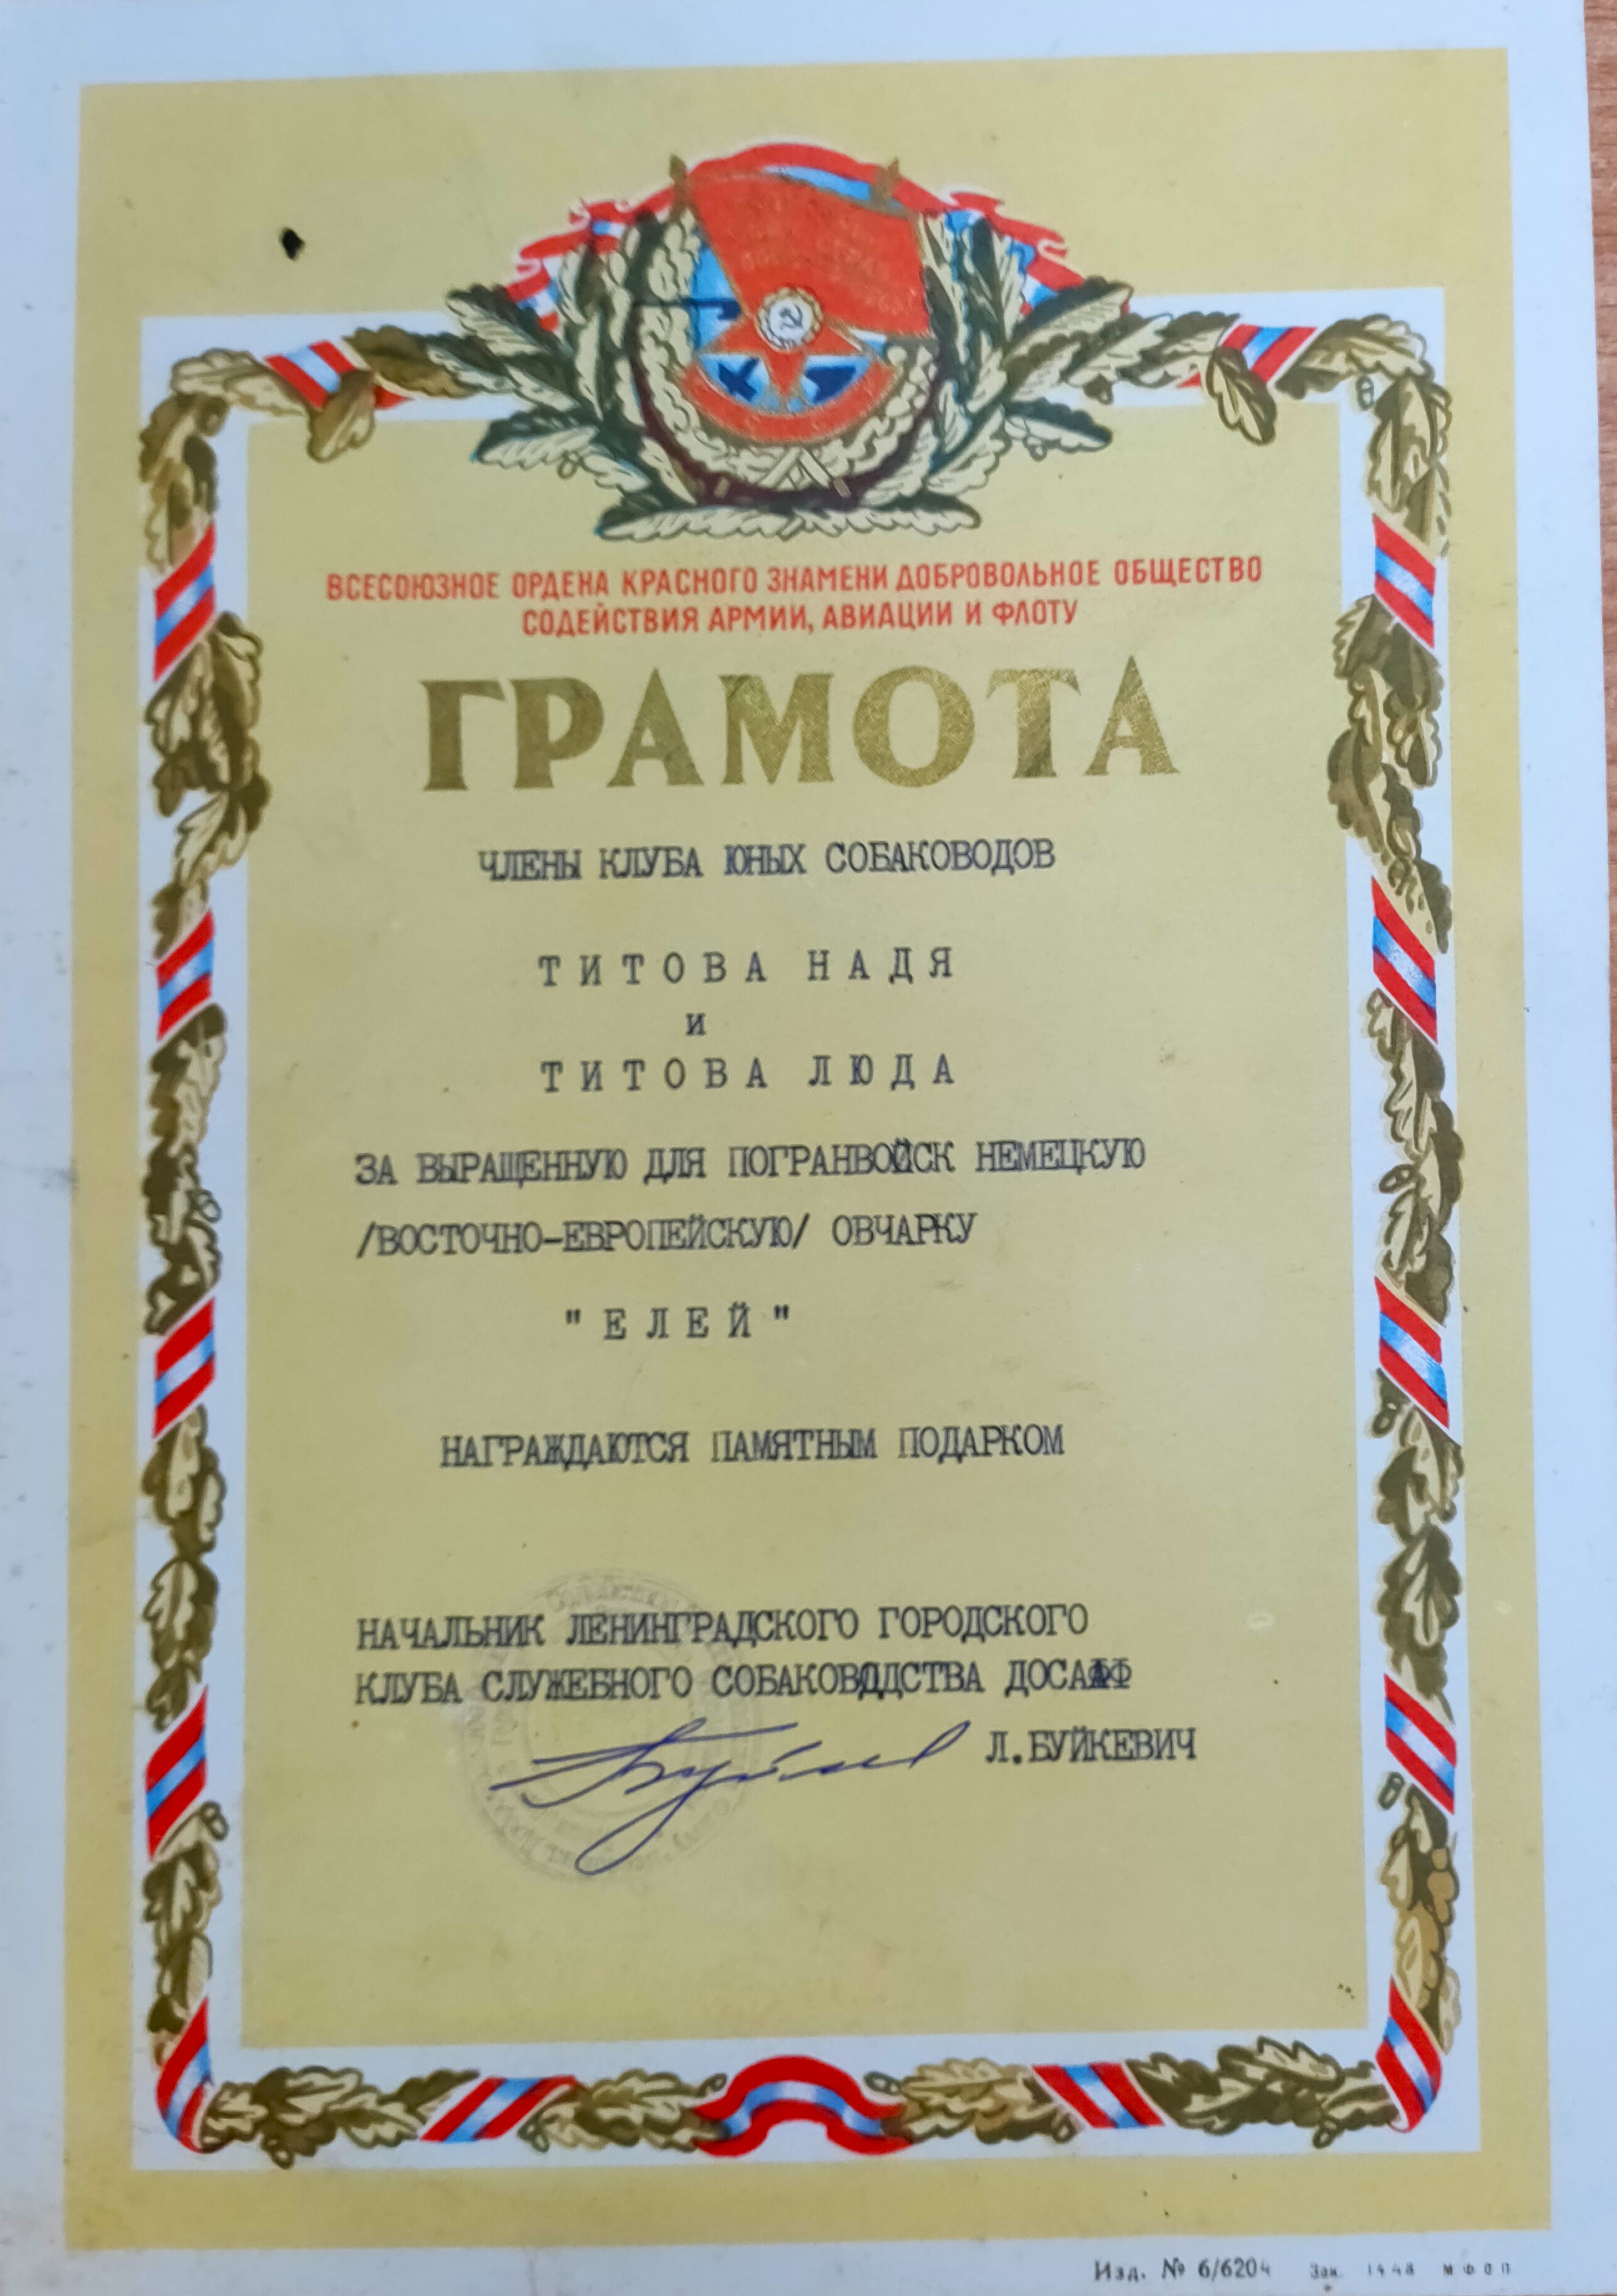 ВСЕСОЮЗНОЕ ОРДЕНА КРАСНОГО ЗНАМЕНИ ДОБРОВОЛЬНОЕ ОБЩЕСТВО
СОДЕЙСТВИЯ АРМИИ, АВИАЦИИ И ФЛОТУ
ГРАМОТА
ЧЛЕНЫ КЛУБА ЮНЫХ СОБАКОВОДОВ
ТИТОВА НАДЯ
и
ТИТОВА ЛЮДА
ЗА ВЫРАЩЕННУЮ ДЛЯ ПОГРАНВОЙСК НЕМЕЦКУЮ
/ВОСТОЧНО-ЕВРОПЕЙСКУЮ/ ОВЧАРКУ
"ЕЛЕЙ"
НАГРАЖДАЮТСЯ ПАМЯТНЫМ ПОДАРКОМ
НАЧАЛЬНИК ЛЕНИНГРАДСКОГО ГОРОДСКОГО
КЛУБА СЛУЖЕБНОГО СОБАКОВОДСТВА ДОСААФ
Л.БУЙКЕВИЧ
Изд. № 6/6204 Зак. 1448 МФОП